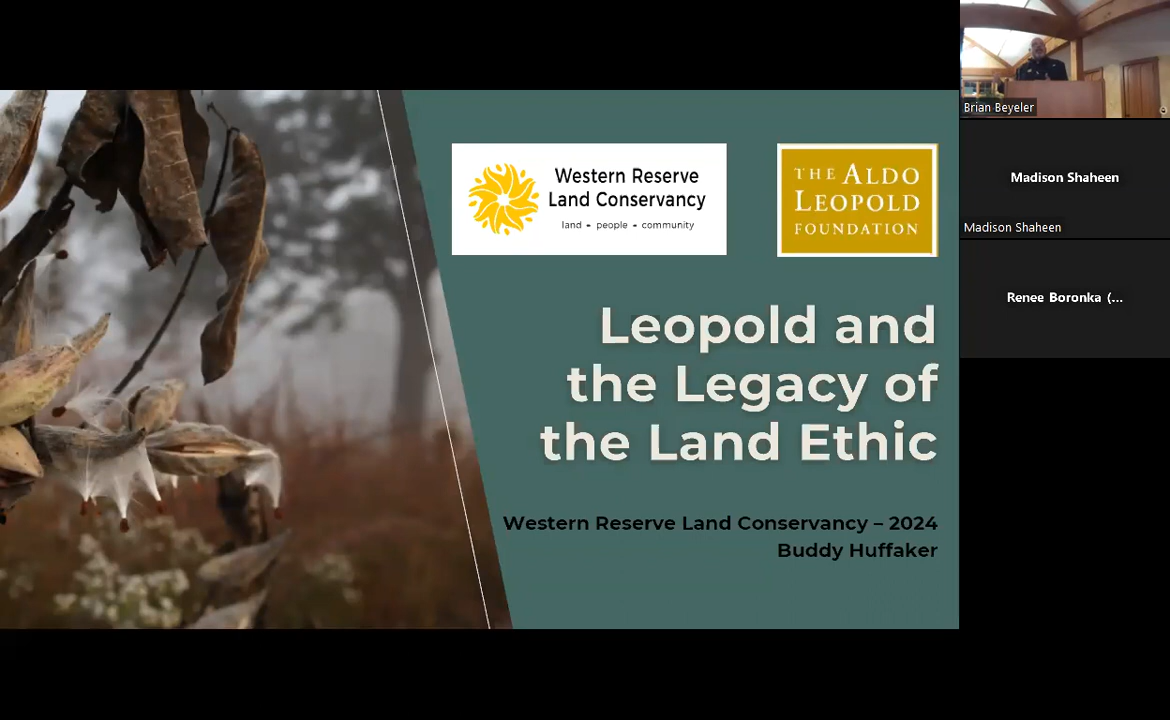 Western Reserve
Land Conservancy
land • people • community
THE ALDO
LEOPOLD
FOUNDATION
Leopold and
the Legacy of
the Land Ethic
Western Reserve Land Conservancy – 2024
Buddy Huffaker
Brian Beyeler
Madison Shaheen
Madison Shaheen
Renee Boronka (...